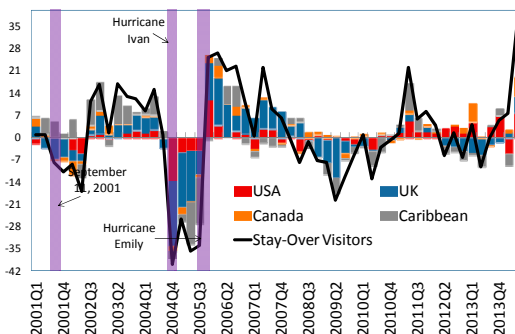 35
28
21
14
7
0
-7
-14
-21
-28
-35
-42
Hurricane
Ivan
September
11, 2001
Hurricane
Emily
USA
UK
Canada
Caribbean
Stay-Over Visitors
2001Q1
2001Q4
2002Q3
2003Q2
2004Q1
2004Q4
2005Q3
2006Q2
2007Q1
2007Q4
2008Q3
2009Q2
2010Q1
2010Q4
2011Q3
2012Q2
2013Q1
2013Q4